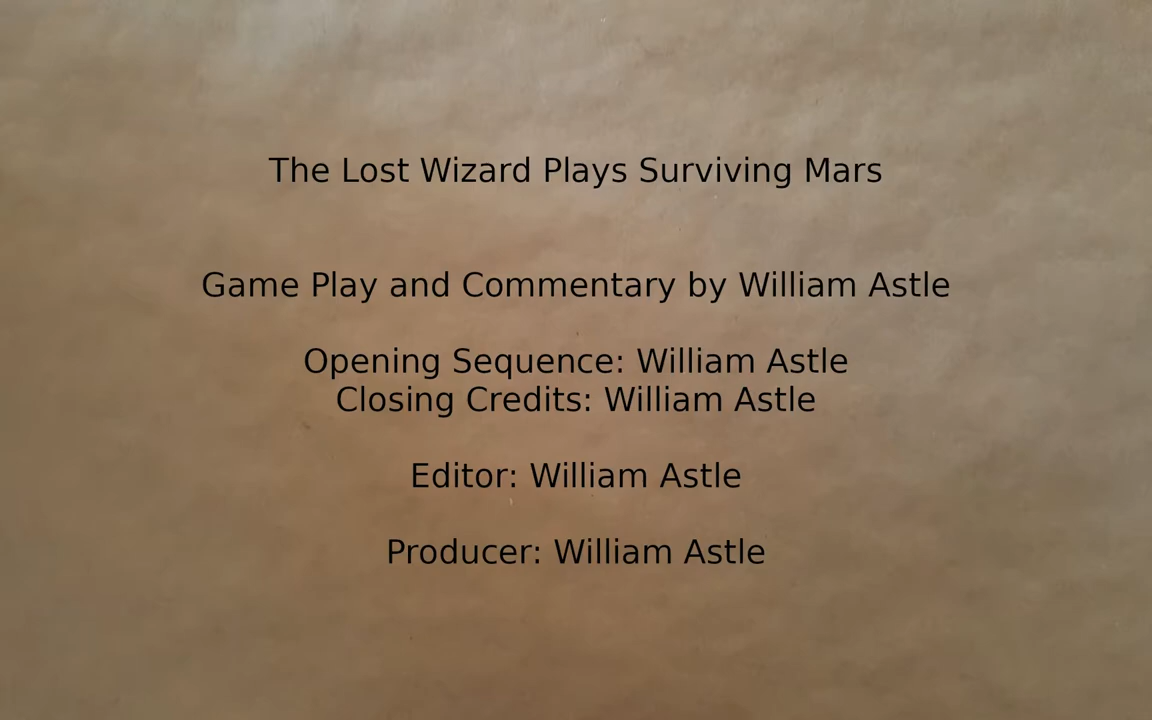 The Lost Wizard Plays Surviving Mars
Game Play and Commentary by William Astle
Opening Sequence: William Astle
Closing Credits: William Astle
Editor: William Astle
Producer: William Astle